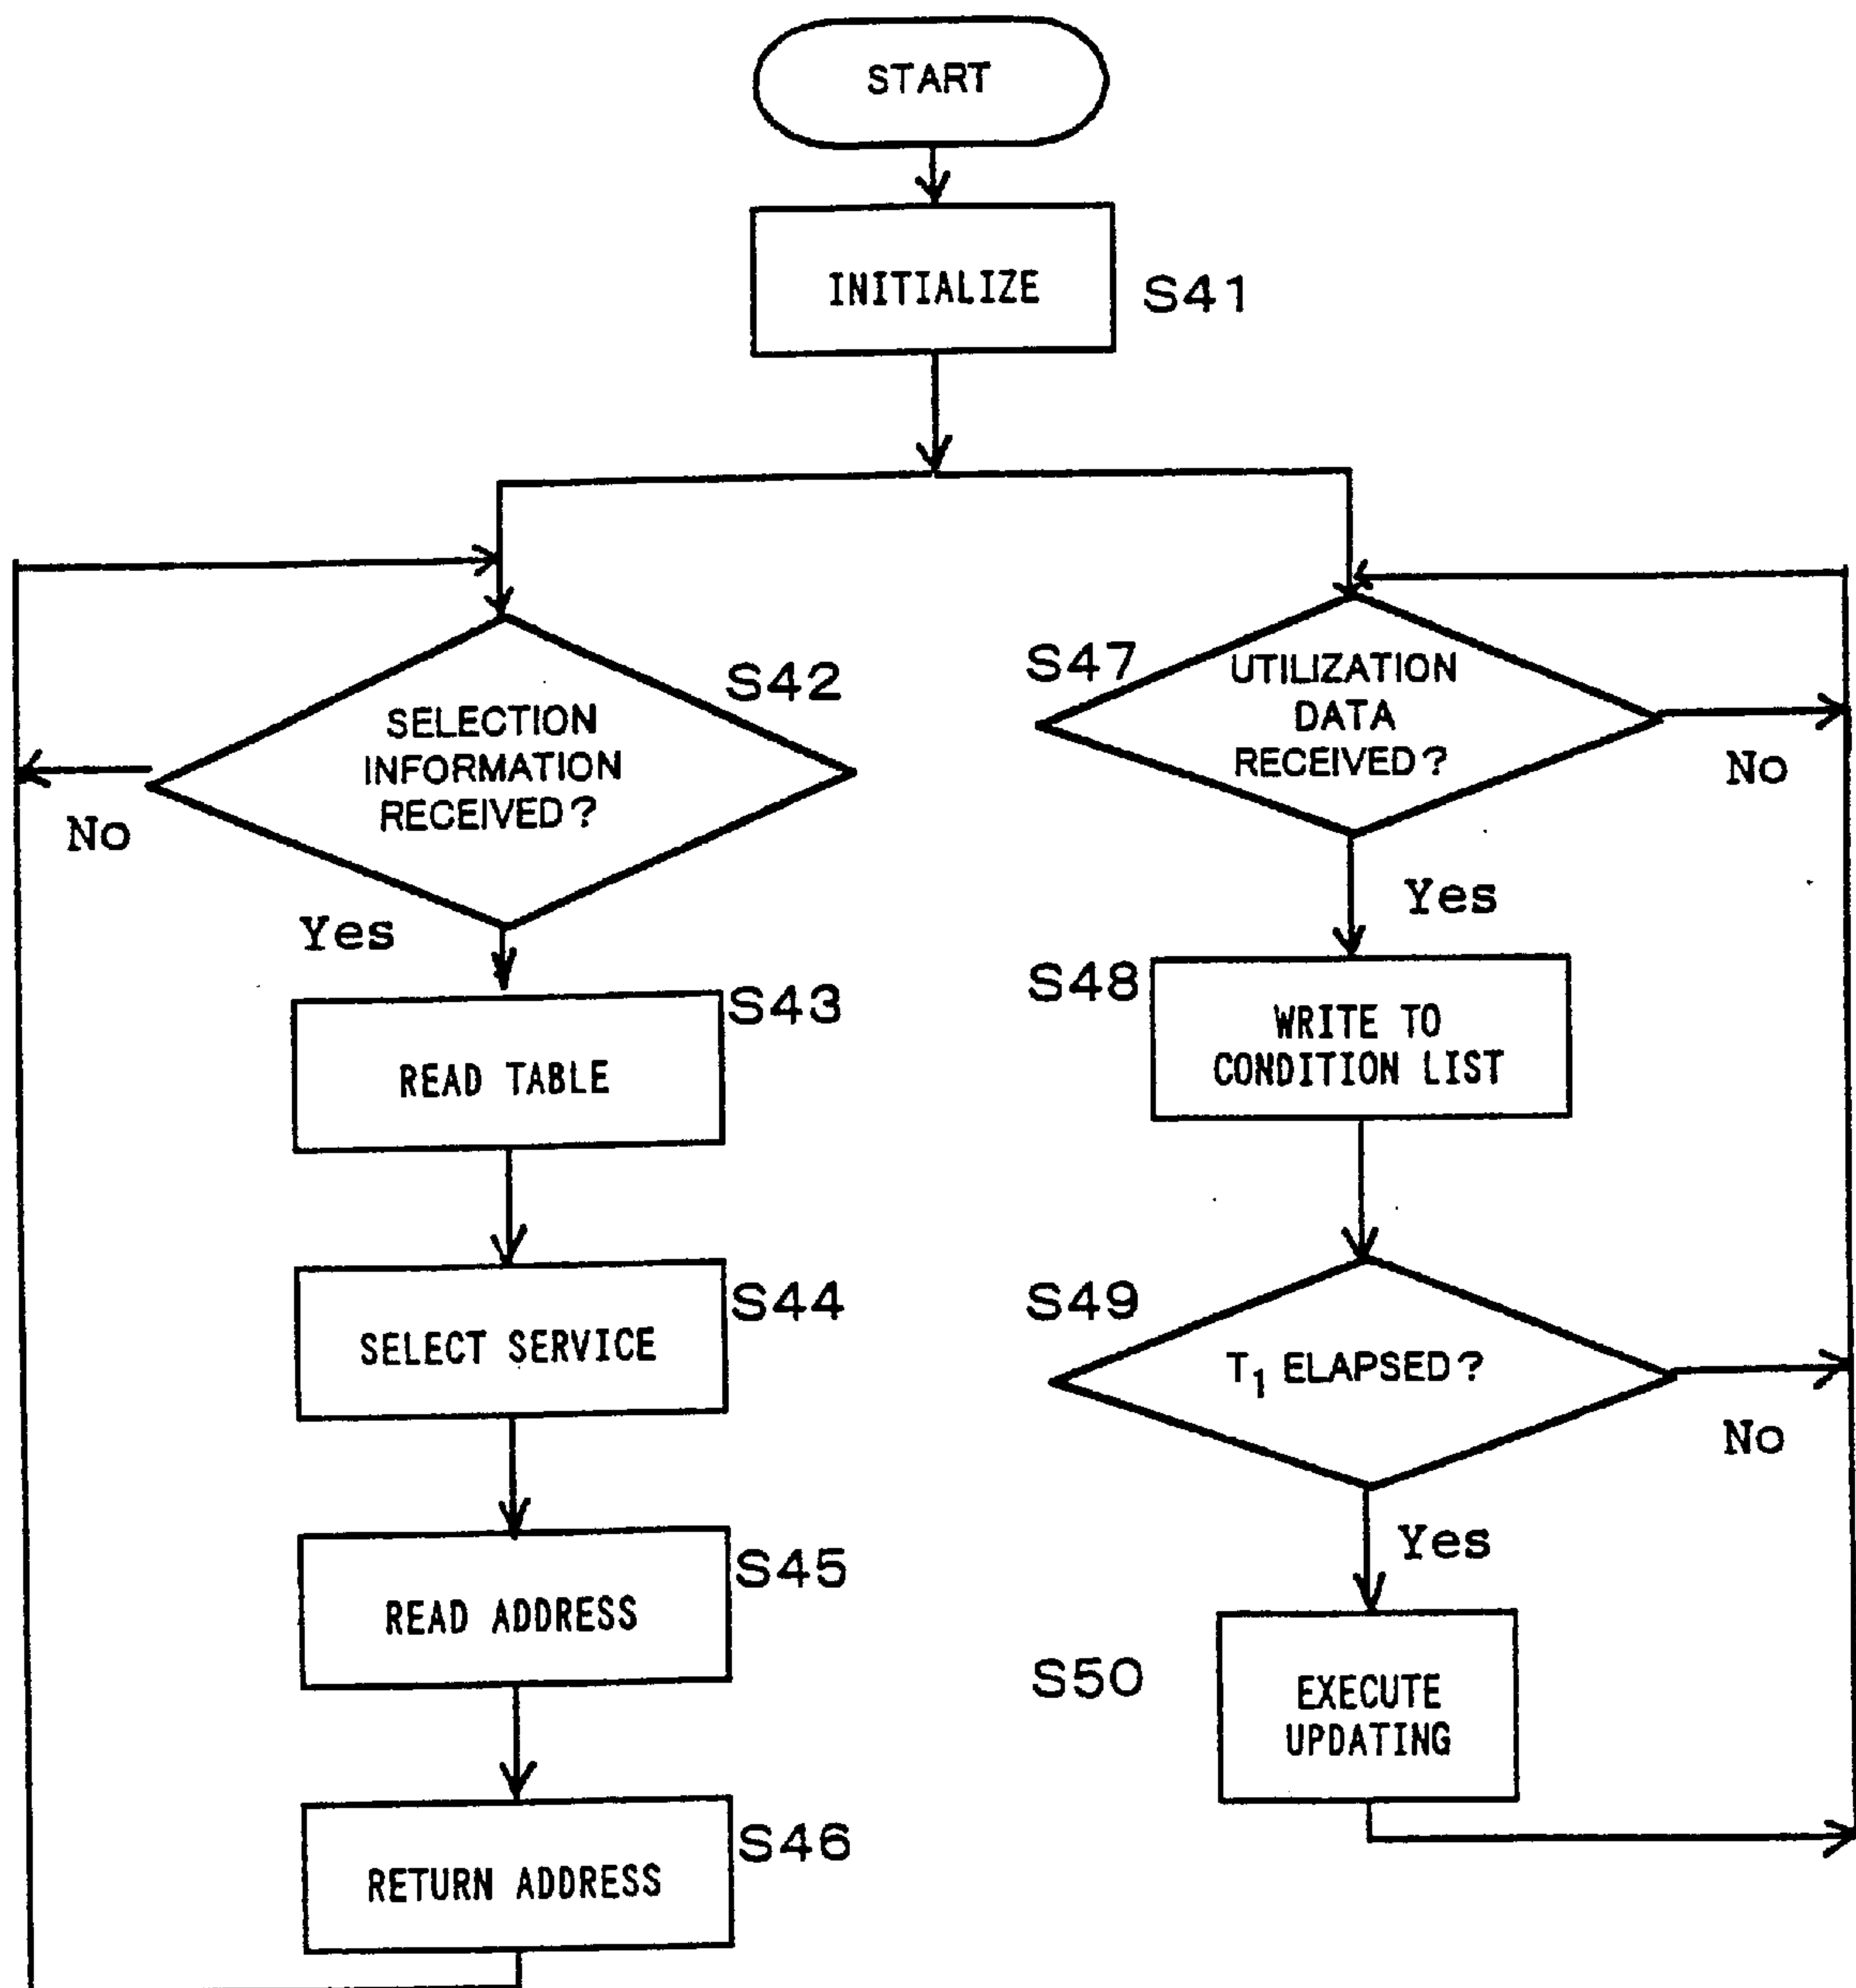 START
INITIALIZE
S41
S42
SELECTION
INFORMATION
RECEIVED?
No
Yes
S43
READ TABLE
S44
SELECT SERVICE
S45
READ ADDRESS
S46
RETURN ADDRESS
S47
UTILIZATION
DATA
RECEIVED?
No
Yes
S48
WRITE TO
CONDITION LIST
S49
T1 ELAPSED?
No
Yes
S50
EXECUTE
UPDATING